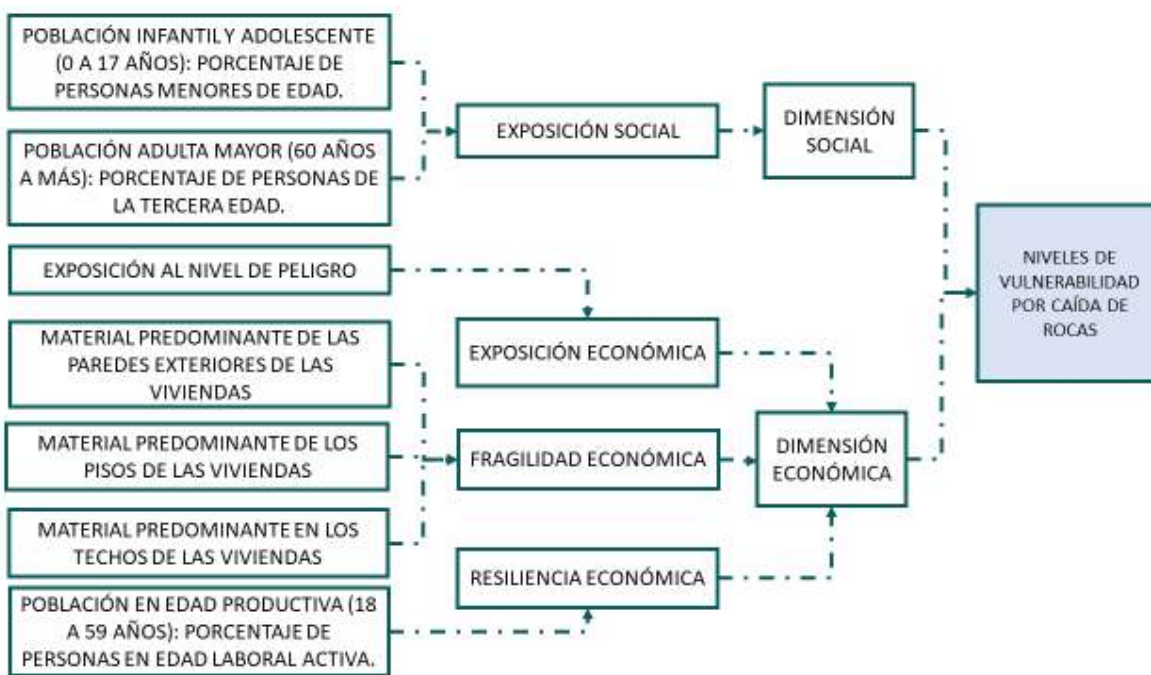 POBLACIÓN INFANTIL Y ADOLESCENTE
(0 A 17 AÑOS): PORCENTAJE DE
PERSONAS MENORES DE EDAD.
POBLACIÓN ADULTA MAYOR (60 AÑOS
A MÁS): PORCENTAJE DE PERSONAS DE
LA TERCERA EDAD.
EXPOSICIÓN AL NIVEL DE PELIGRO
MATERIAL PREDOMINANTE DE LAS
PAREDES EXTERIORES DE LAS
VIVIENDAS
MATERIAL PREDOMINANTE DE LOS
PISOS DE LAS VIVIENDAS
MATERIAL PREDOMINANTE EN LOS
TECHOS DE LAS VIVIENDAS
POBLACIÓN EN EDAD PRODUCTIVA (18
A 59 AÑOS): PORCENTAJE DE
PERSONAS EN EDAD LABORAL ACTIVA.
EXPOSICIÓN SOCIAL
EXPOSICIÓN ECONÓMICA
FRAGILIDAD ECONÓMICA
RESILIENCIA ECONÓMICA
DIMENSIÓN
SOCIAL
DIMENSIÓN
ECONÓMICA
NIVELES DE
VULNERABILIDAD
POR CAÍDA DE
ROCAS